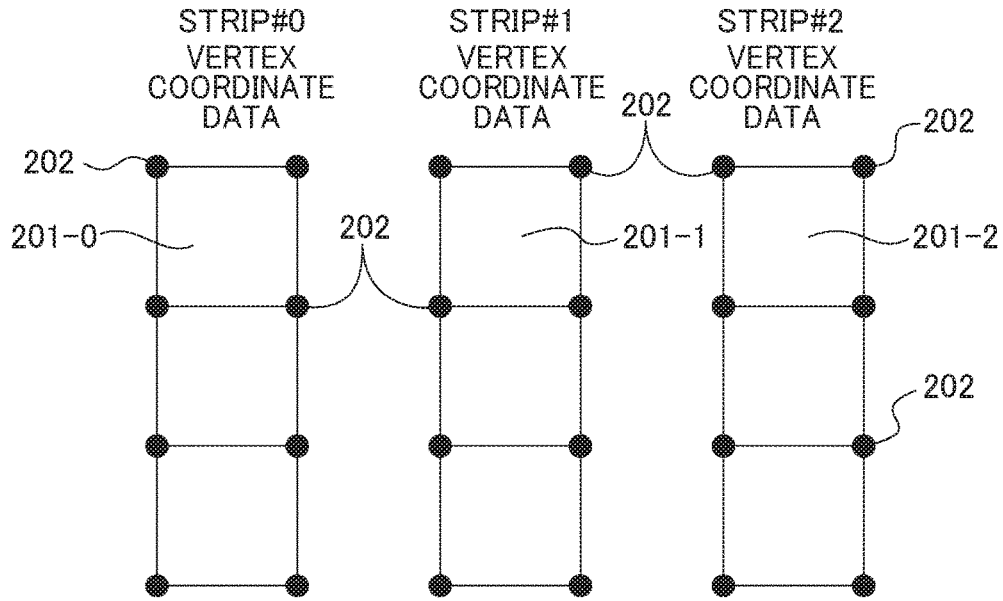 STRIP#0
VERTEX
COORDINATE
DATA
STRIP#1
VERTEX
COORDINATE
DATA
STRIP#2
VERTEX
COORDINATE
DATA
202
202
202
201-0
202
201-1
201-2
202